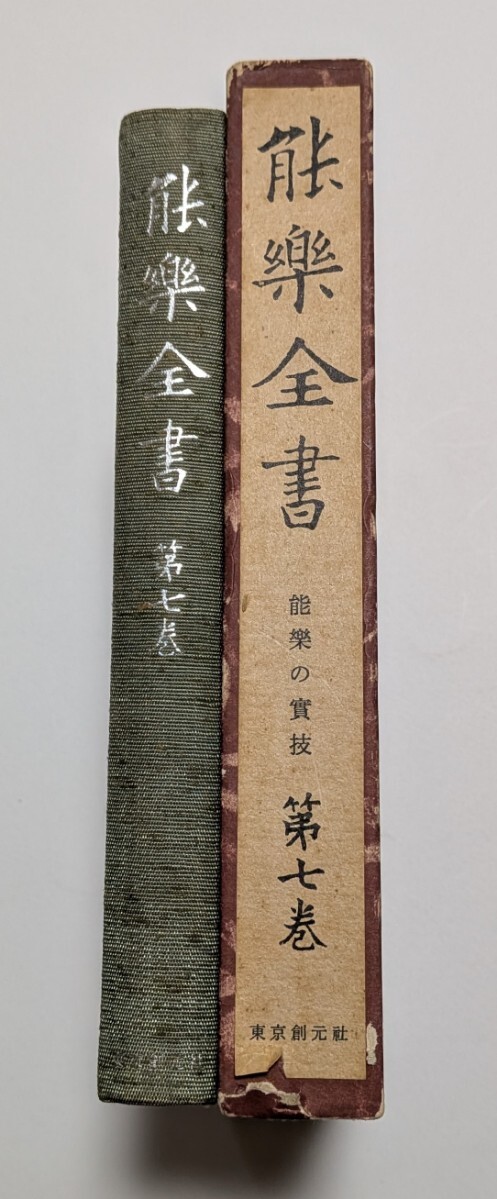 能樂全書
第七巻
能樂全書
能樂の實技
第七巻
東京創元社